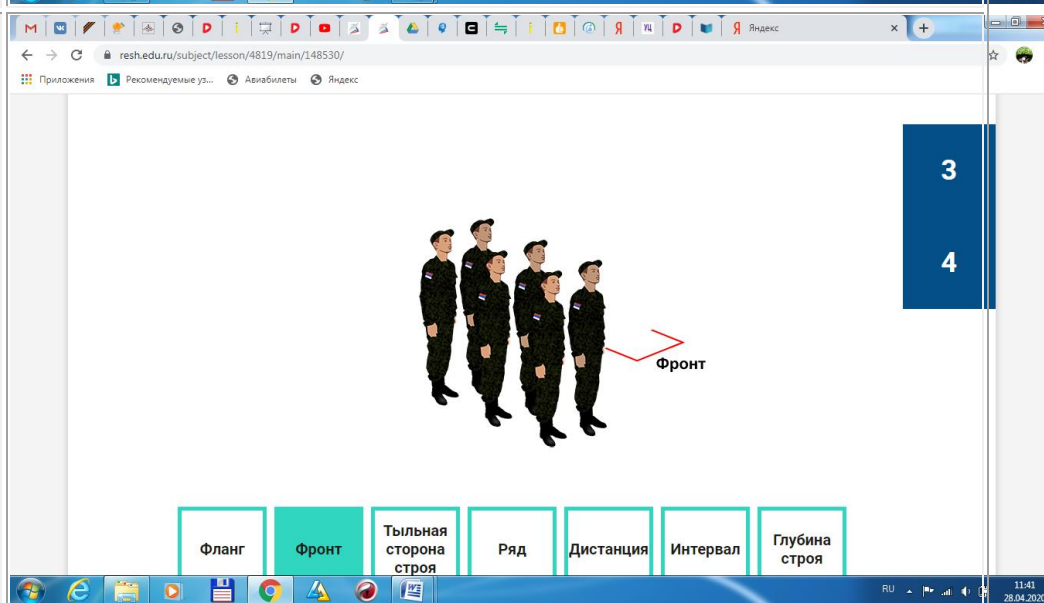 Яндекс
resh.edu.ru/subject/lesson/4819/main/148530/
Приложения Рекомендуемые уз... Авиабилеты Яндекс
3
4
Фронт
Фланг
Фронт
Тыльная
сторона
строя
Ряд
Дистанция
Интервал
Глубина
строя
RU
11:41
28.04.2020